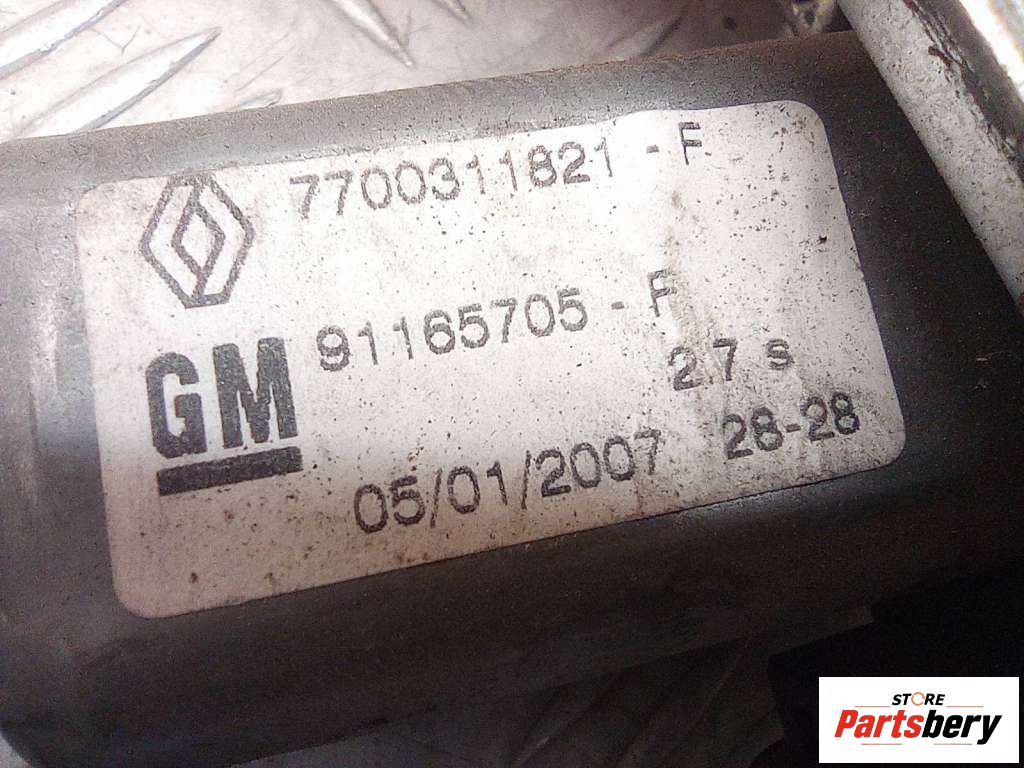 7700311821 - F
91165705 - F
GM
2.7 s
05/01/2007 28-28
STORE
Partsbery